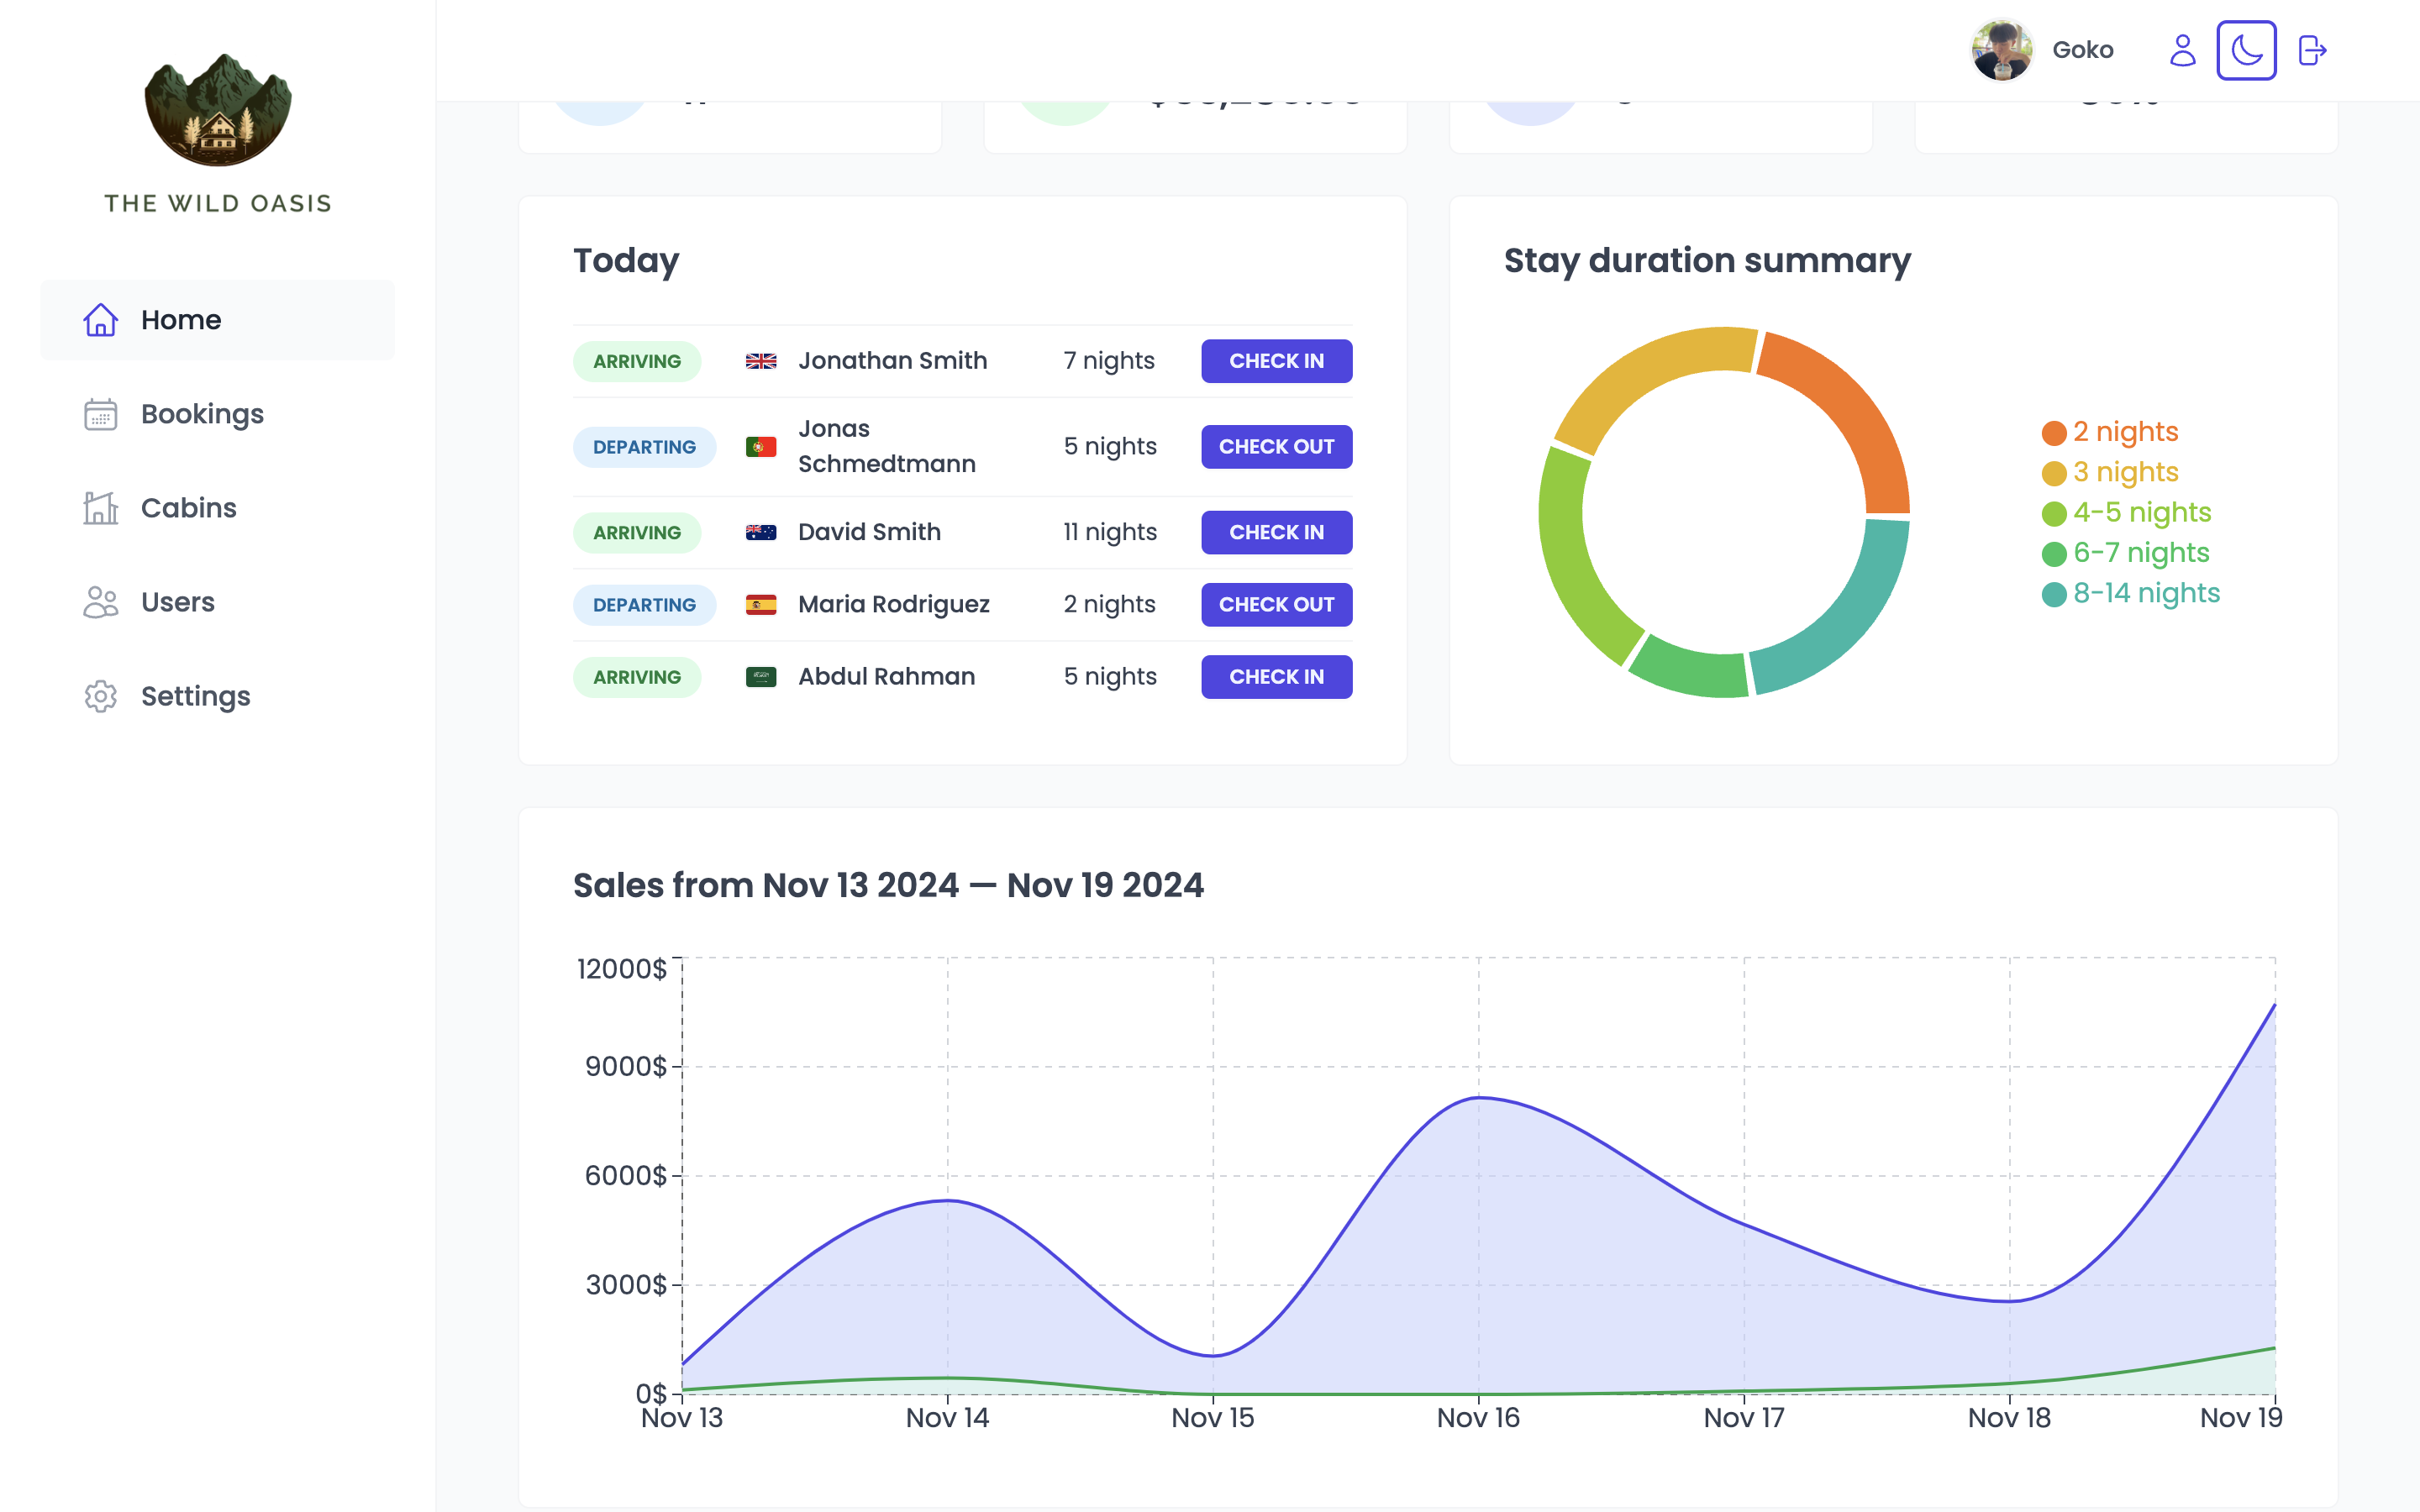 THE WILD OASIS
Home
Bookings
Cabins
Users
Settings
Goko
Today
ARRIVING Jonathan Smith 7 nights CHECK IN
DEPARTING Jonas Schmedtmann 5 nights CHECK OUT
ARRIVING David Smith 11 nights CHECK IN
DEPARTING Maria Rodriguez 2 nights CHECK OUT
ARRIVING Abdul Rahman 5 nights CHECK IN
Stay duration summary
2 nights
3 nights
4-5 nights
6-7 nights
8-14 nights
Sales from Nov 13 2024 — Nov 19 2024
12000$
9000$
6000$
3000$
0$
Nov 13 Nov 14 Nov 15 Nov 16 Nov 17 Nov 18 Nov 19